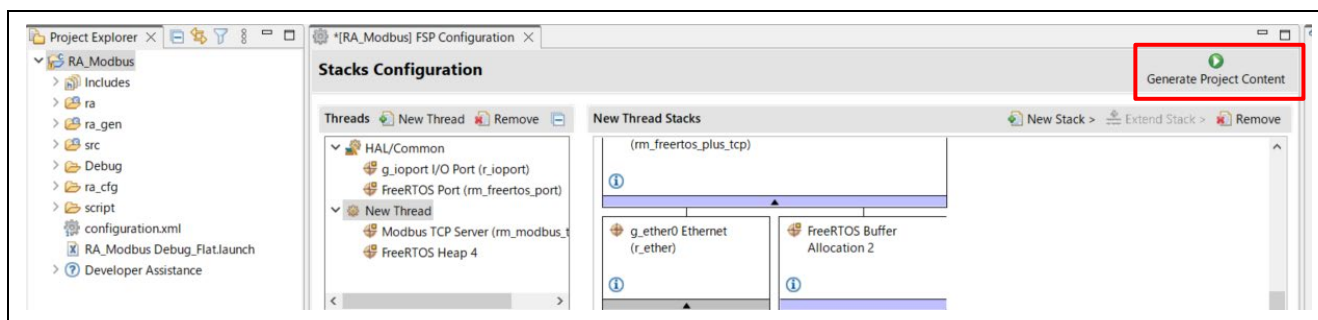 Project Explorer
RA_Modbus
Includes
ra
ra_gen
src
Debug
ra_cfg
script
configuration.xml
RA_Modbus Debug_Flat.launch
Developer Assistance
*[RA_Modbus] FSP Configuration
Stacks Configuration
Generate Project Content
Threads New Thread Remove
HAL/Common
g_ioport I/O Port (r_ioport)
FreeRTOS Port (rm_freertos_port)
New Thread
Modbus TCP Server (rm_modbus_t
FreeRTOS Heap 4
New Thread Stacks
New Stack > Extend Stack > Remove
(rm_freertos_plus_tcp)
g_ether0 Ethernet
(r_ether)
FreeRTOS Buffer
Allocation 2